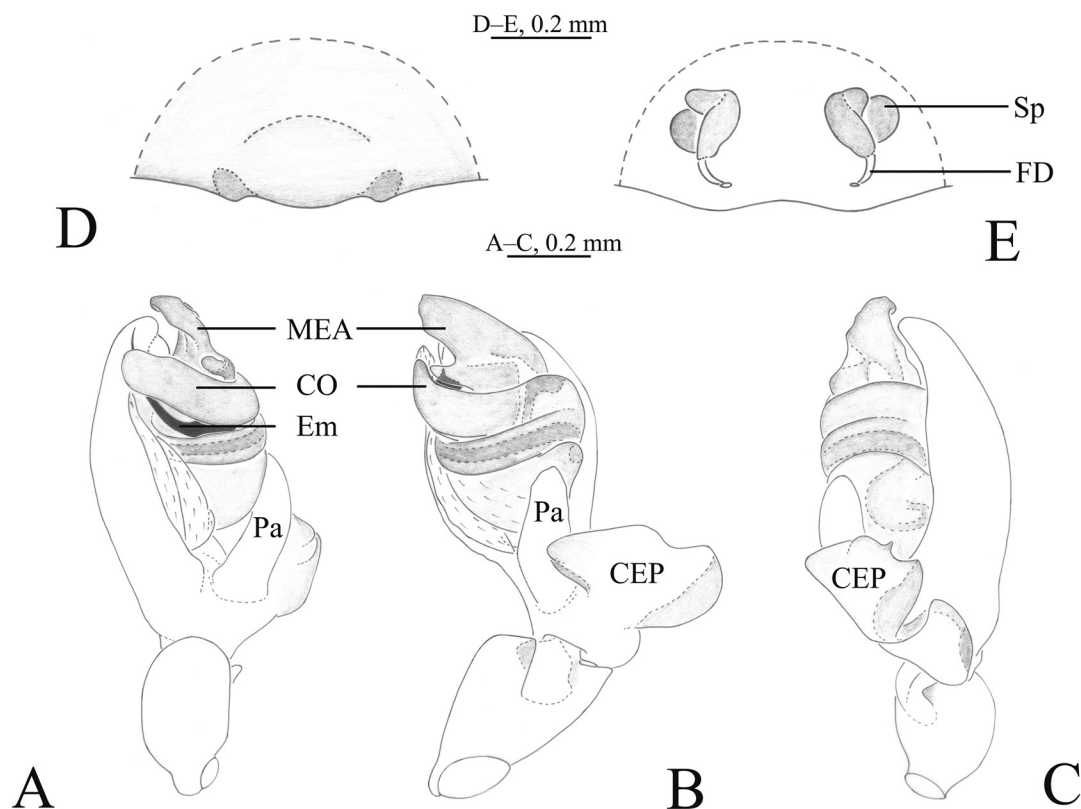 D–E, 0.2 mm
Sp
FD
D
E
A–C, 0.2 mm
MEA
CO
Em
Pa
Pa
CEP
CEP
A
B
C